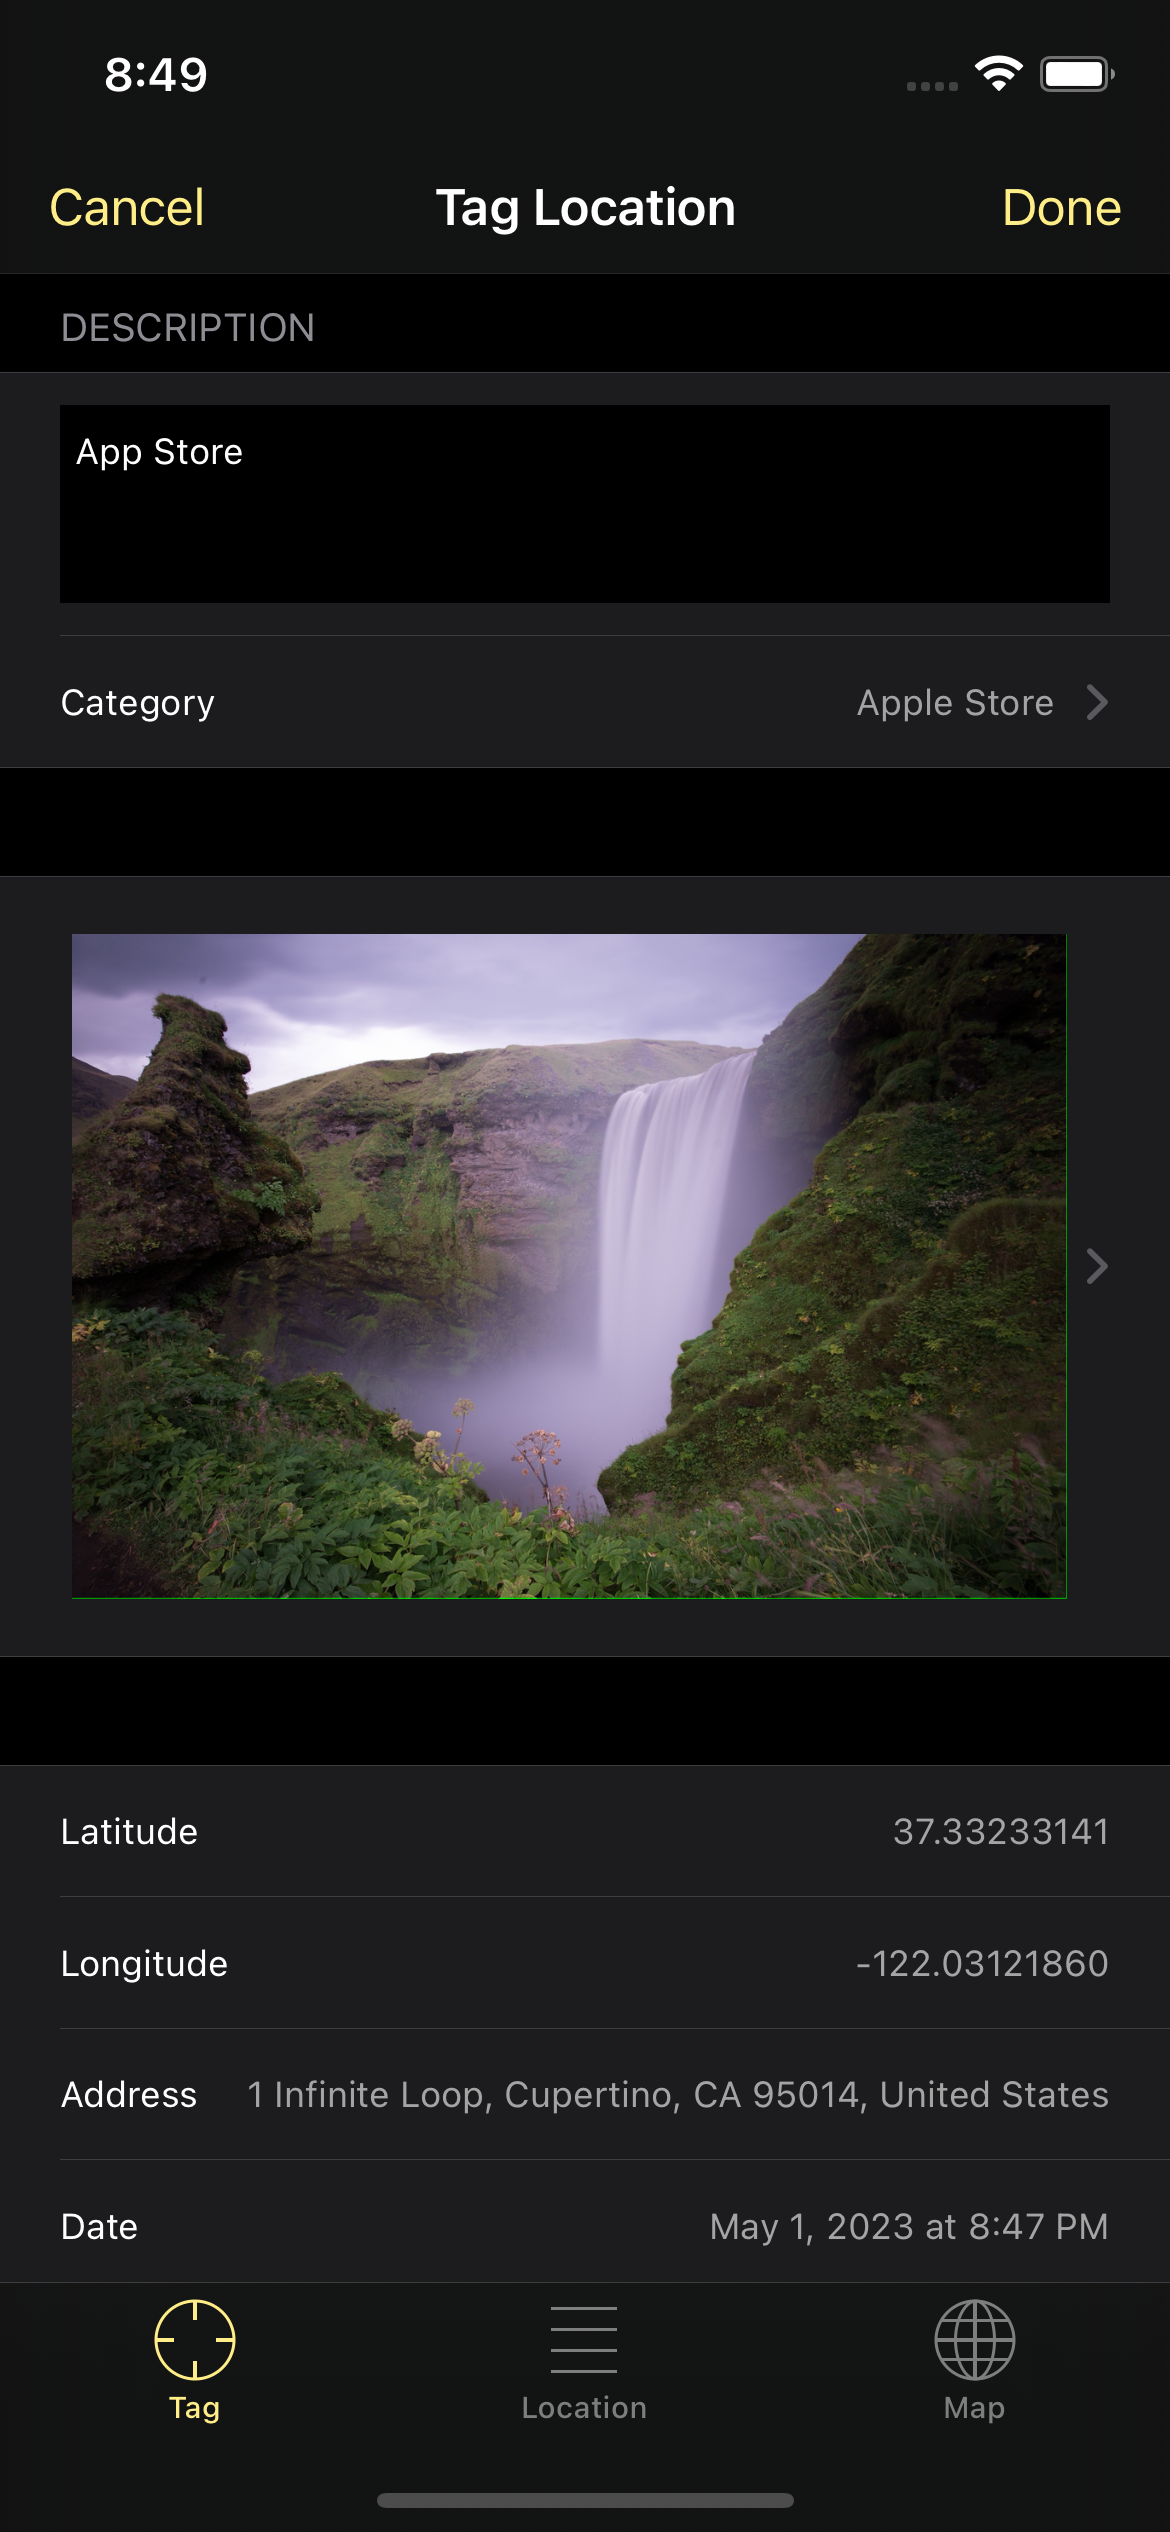 8:49
Cancel Tag Location Done
DESCRIPTION
App Store
Category Apple Store
Latitude 37.33233141
Longitude -122.03121860
Address 1 Infinite Loop, Cupertino, CA 95014, United States
Date May 1, 2023 at 8:47 PM
Tag Location Map